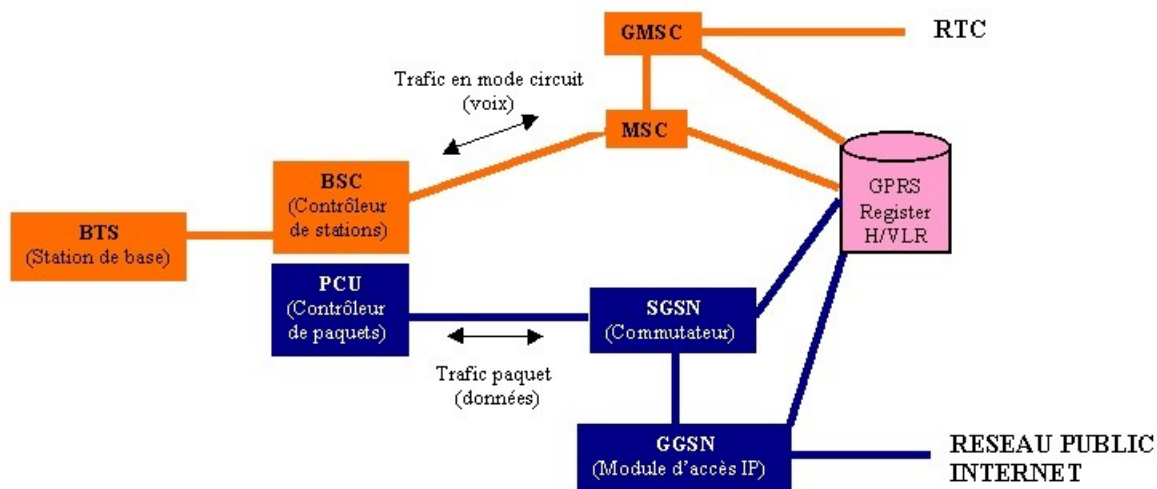 GMSC
RTC
Trafic en mode circuit
(voix)
MSC
BSC
(Contrôleur
de stations)
GPRS
Register
H/VLR
BTS
(Station de base)
PCU
(Contrôleur
de paquets)
SGSN
(Commutateur)
Trafic paquet
(données)
GGSN
(Module d'accès IP)
RESEAU PUBLIC
INTERNET